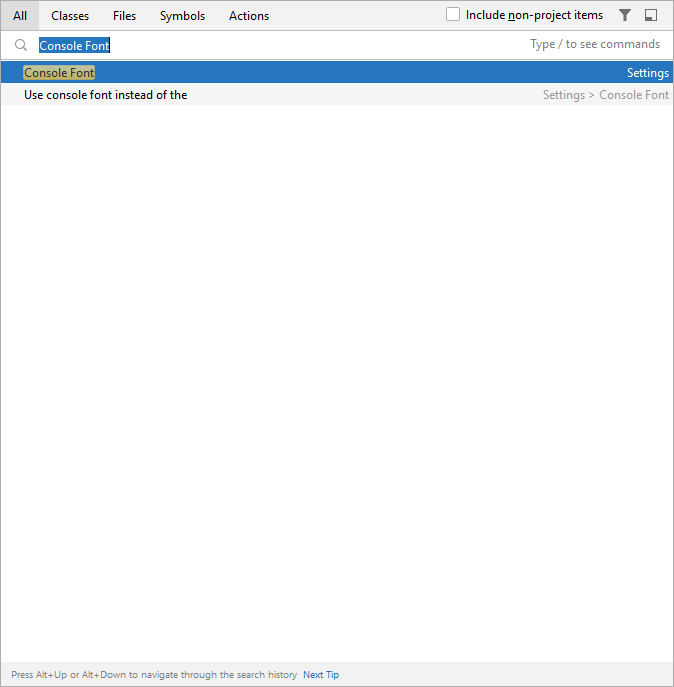 All Classes Files Symbols Actions Include non-project items
Console Font Type / to see commands
Console Font Settings
Use console font instead of the Settings > Console Font
Press Alt+Up or Alt+Down to navigate through the search history Next Tip